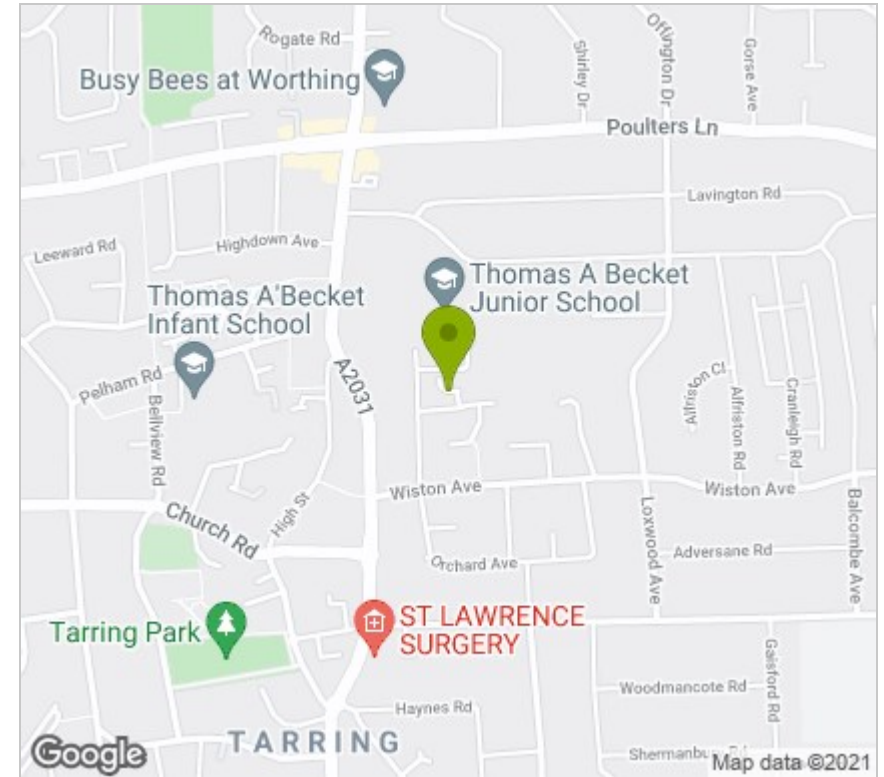 Rogate Rd
Shirley Dr
Offington Dr
Gorse Ave
Busy Bees at Worthing
Poulters Ln
Lavington Rd
Leeward Rd
Highdown Ave
Thomas A Becket
Junior School
Thomas A'Becket
Infant School
Pelham Rd
Bellview Rd
A2031
Alfriston Cl
Alfriston Rd
Cranleigh Rd
Wiston Ave
Wiston Ave
High St
Church Rd
Loxwood Ave
Balcombe Ave
Orchard Ave
Adversane Rd
ST LAWRENCE
SURGERY
Tarring Park
Gaisford Rd
Woodmancote Rd
Haynes Rd
TARRING
Google
Map data ©2021